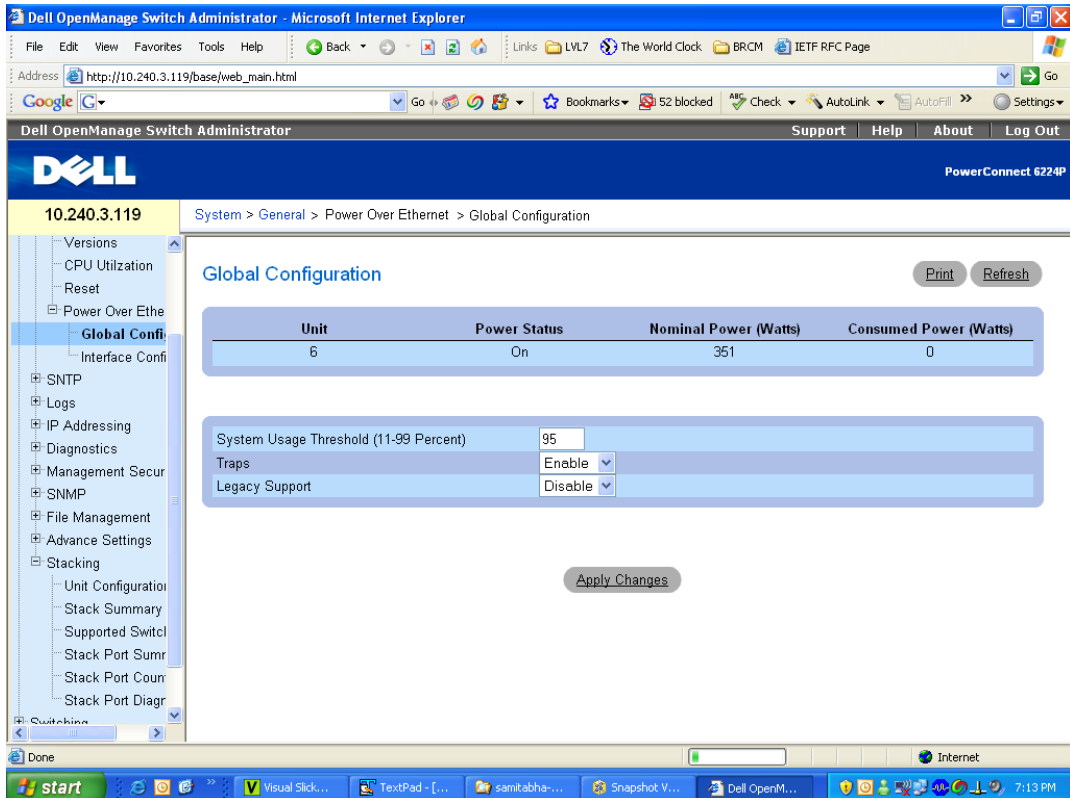 Dell OpenManage Switch Administrator - Microsoft Internet Explorer
File Edit View Favorites Tools Help Back Links LVL7 The World Clock BRCM IETF RFC Page
Address http://10.240.3.119/base/web_main.html Go
Google G Go Bookmarks 52 blocked ABC Check AutoLink AutoFill Settings
Dell OpenManage Switch Administrator Support Help About Log Out
DELL PowerConnect 6224P
10.240.3.119 System > General > Power Over Ethernet > Global Configuration
Versions
CPU Utilzation
Reset
Power Over Ethe
Global Confi
Interface Confi
SNTP
Logs
IP Addressing
Diagnostics
Management Secur
SNMP
File Management
Advance Settings
Stacking
Unit Configuration
Stack Summary
Supported Switcl
Stack Port Sumr
Stack Port Coun
Stack Port Diagr
Switching
Global Configuration Print Refresh
Unit Power Status Nominal Power (Watts) Consumed Power (Watts)
6 On 351 0
System Usage Threshold (11-99 Percent) 95
Traps Enable
Legacy Support Disable
Apply Changes
Done Internet
start Visual Slick... TextPad - [... samitabha-... Snapshot V... Dell OpenM... 7:13 PM